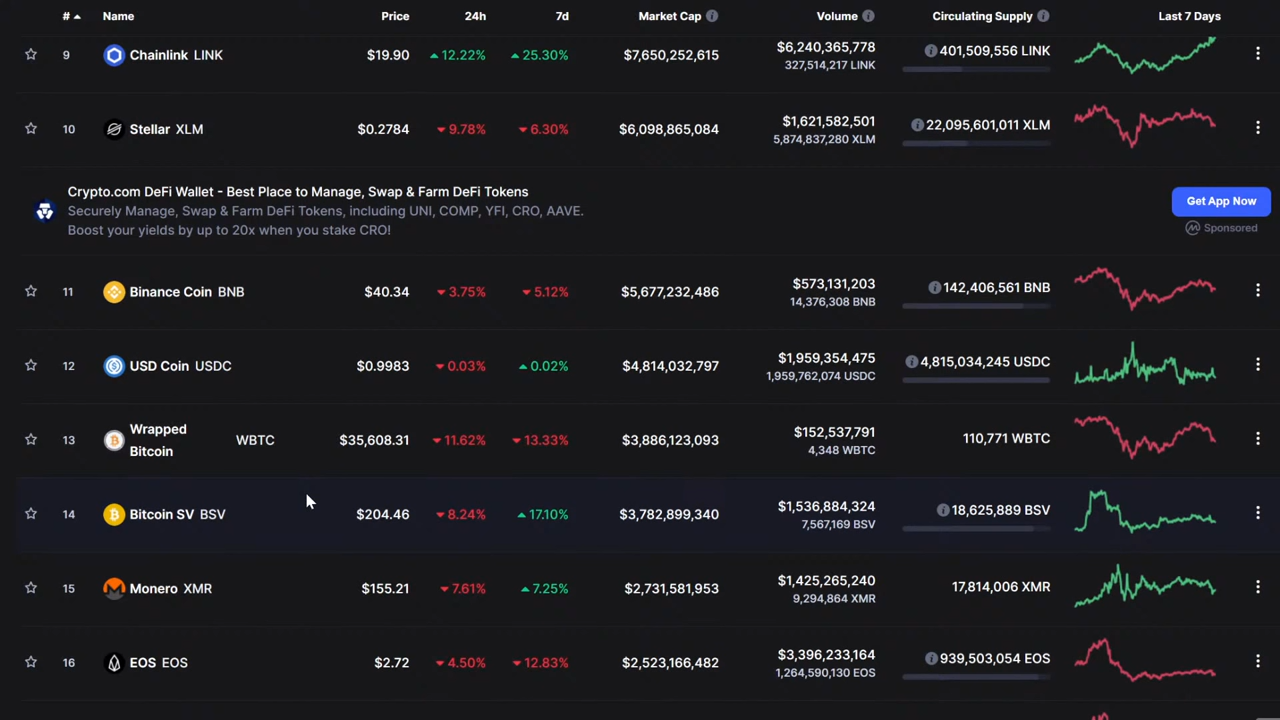 # Name Price 24h 7d Market Cap Volume Circulating Supply Last 7 Days
9 Chainlink LINK $19.90 12.22% 25.30% $7,650,252,615 $6,240,365,778 401,509,556 LINK
327,514,217 LINK
10 Stellar XLM $0.2784 9.78% 6.30% $6,098,865,084 $1,621,582,501 22,095,601,011 XLM
5,874,837,280 XLM
Crypto.com DeFi Wallet - Best Place to Manage, Swap & Farm DeFi Tokens
Securely Manage, Swap & Farm DeFi Tokens, including UNI, COMP, YFI, CRO, AAVE.
Boost your yields by up to 20x when you stake CRO!
Get App Now
Sponsored
11 Binance Coin BNB $40.34 3.75% 5.12% $5,677,232,486 $573,131,203 142,406,561 BNB
14,376,308 BNB
12 USD Coin USDC $0.9983 0.03% 0.02% $4,814,032,797 $1,959,354,475 4,815,034,245 USDC
1,959,762,074 USDC
13 Wrapped Bitcoin WBTC $35,608.31 11.62% 13.33% $3,886,123,093 $152,537,791 110,771 WBTC
4,348 WBTC
14 Bitcoin SV BSV $204.46 8.24% 17.10% $3,782,899,340 $1,536,884,324 18,625,889 BSV
7,567,169 BSV
15 Monero XMR $155.21 7.61% 7.25% $2,731,581,953 $1,425,265,240 17,814,006 XMR
9,294,864 XMR
16 EOS EOS $2.72 4.50% 12.83% $2,523,166,482 $3,396,233,164 939,503,054 EOS
1,264,590,130 EOS